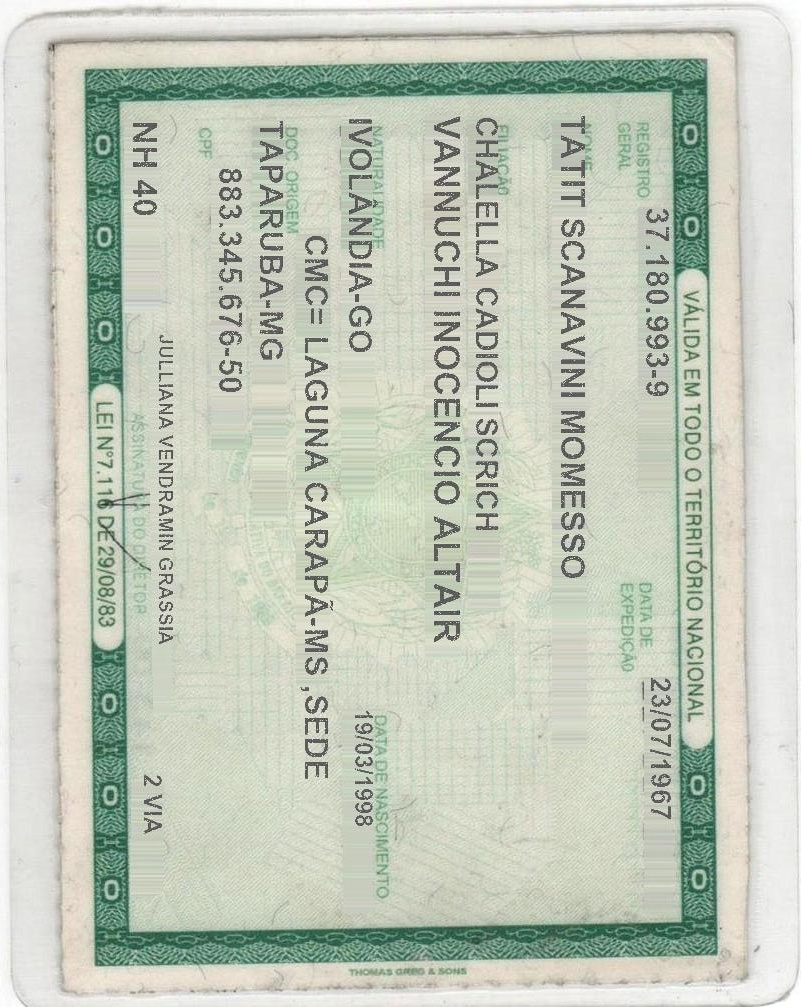 VÁLIDA EM TODO O TERRITÓRIO NACIONAL
REGISTRO GERAL 37.180.993-9 DATA DE EXPEDIÇÃO 23/07/1967
NOME
TATIT SCANAVINI MOMESSO
FILIAÇÃO
CHALELLA CADIOLI SCRICH
VANNUCHI INOCENCIO ALTAIR
NATURALIDADE DATA DE NASCIMENTO
IVOLÂNDIA-GO 19/03/1998
CMC= LAGUNA CARAPÃ-MS ,SEDE
DOC. ORIGEM
TAPARUBA-MG
883.345.676-50
CPF
JULLIANA VENDRAMIN GRASSIA
NH 40 2 VIA
ASSINATURA DO DIRETOR
LEI Nº 7.116 DE 29/08/83
THOMAS GREG & SONS